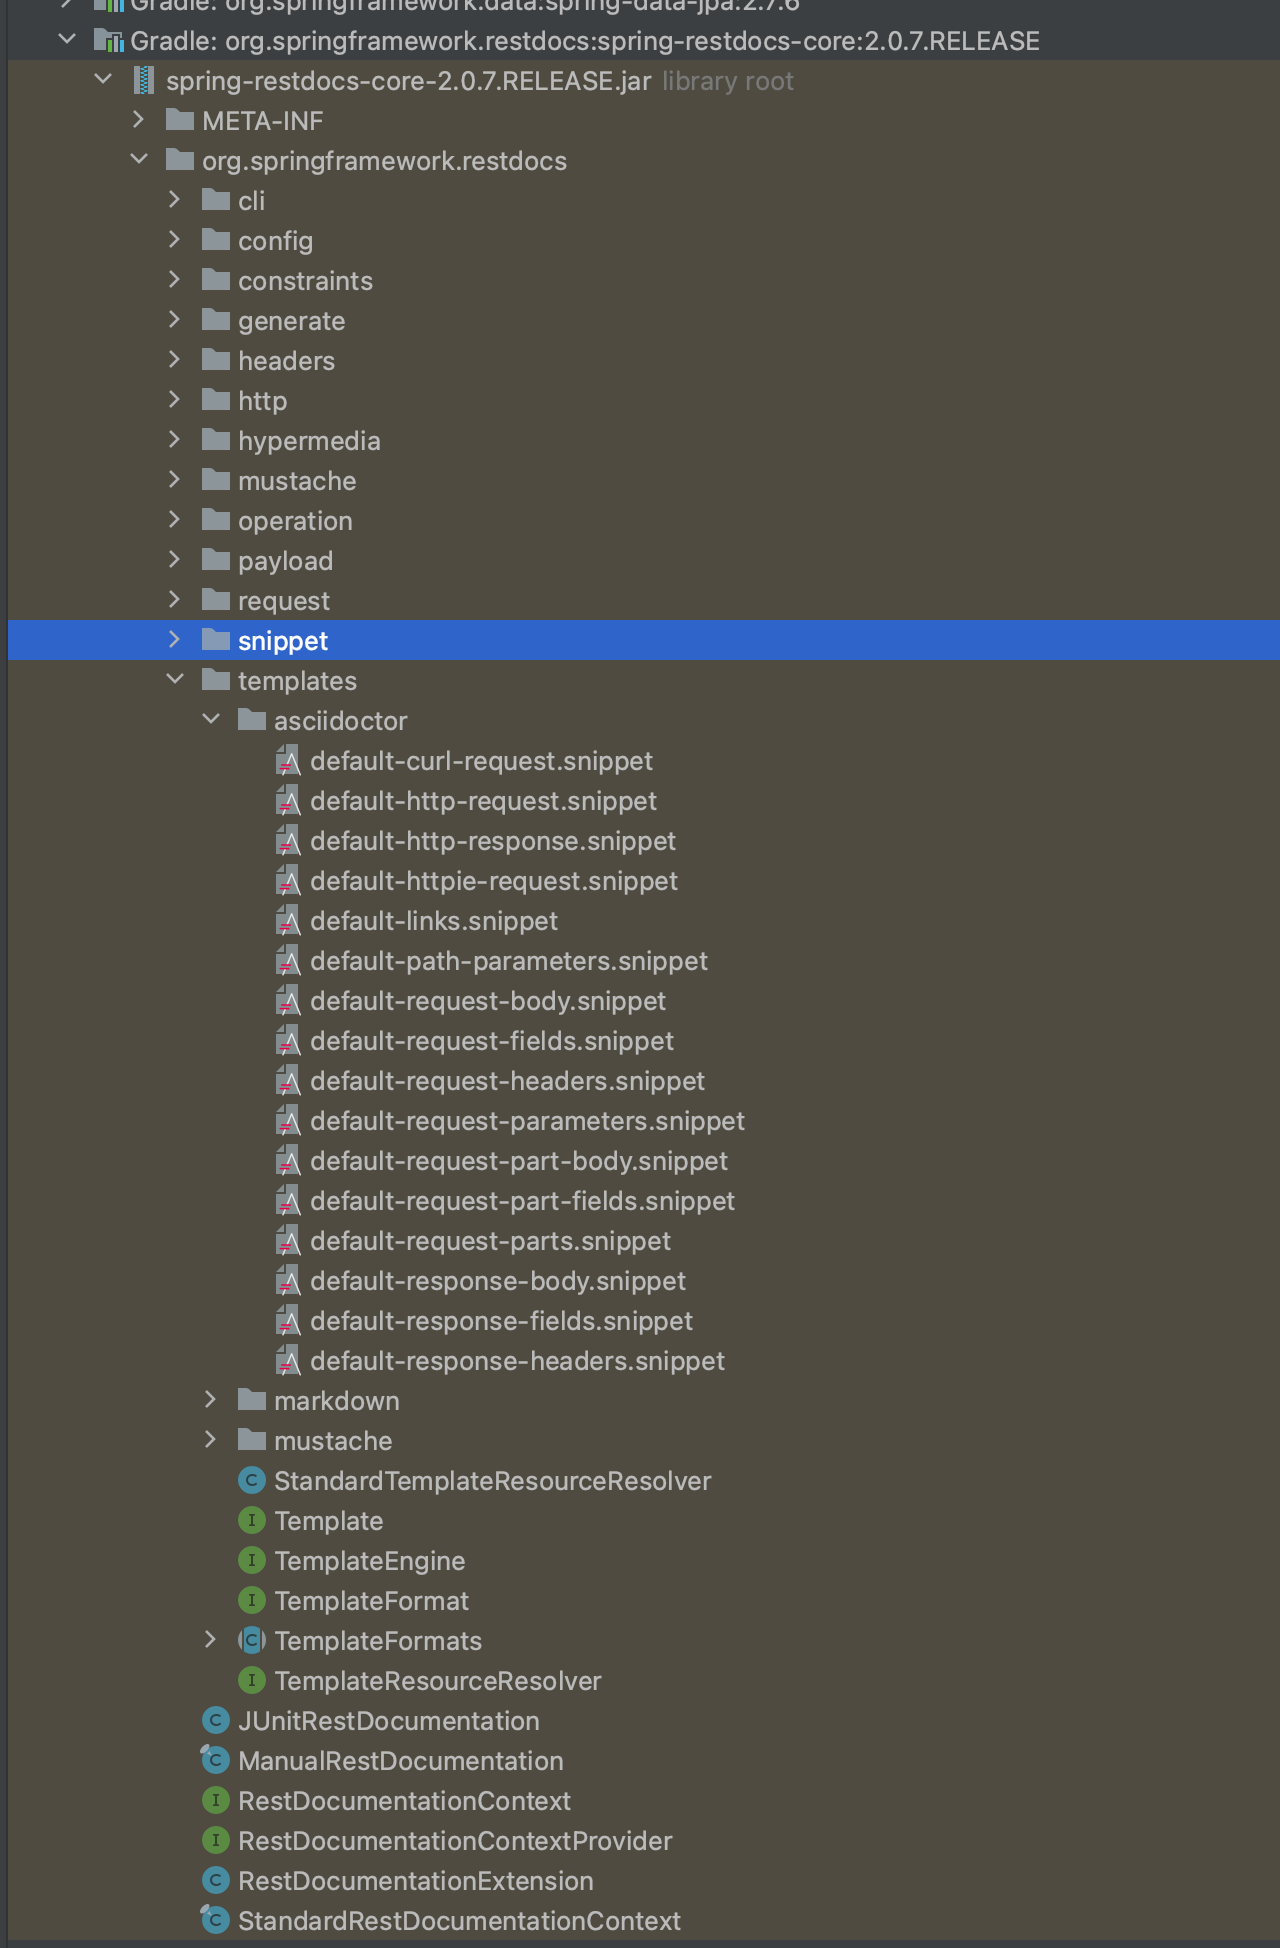 Gradle: org.springframework.data:spring-data-jpa:2.7.6
Gradle: org.springframework.restdocs:spring-restdocs-core:2.0.7.RELEASE
spring-restdocs-core-2.0.7.RELEASE.jar library root
META-INF
org.springframework.restdocs
cli
config
constraints
generate
headers
http
hypermedia
mustache
operation
payload
request
snippet
templates
asciidoctor
default-curl-request.snippet
default-http-request.snippet
default-http-response.snippet
default-httpie-request.snippet
default-links.snippet
default-path-parameters.snippet
default-request-body.snippet
default-request-fields.snippet
default-request-headers.snippet
default-request-parameters.snippet
default-request-part-body.snippet
default-request-part-fields.snippet
default-request-parts.snippet
default-response-body.snippet
default-response-fields.snippet
default-response-headers.snippet
markdown
mustache
StandardTemplateResourceResolver
Template
TemplateEngine
TemplateFormat
TemplateFormats
TemplateResourceResolver
JUnitRestDocumentation
ManualRestDocumentation
RestDocumentationContext
RestDocumentationContextProvider
RestDocumentationExtension
StandardRestDocumentationContext